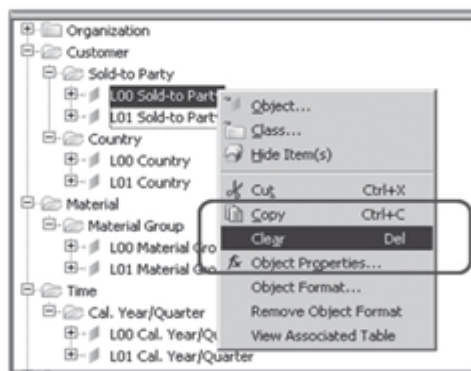 Organization
Customer
Sold-to Party
L00 Sold-to Part
L01 Sold-to Part
Country
L00 Country
L01 Country
Material
Material Group
L00 Material Gro
L01 Material Gro
Time
Cal. Year/Quarter
L00 Cal. Year/Qu
L01 Cal. Year/Quarter
Object...
Class...
Hide Item(s)
Cut Ctrl+X
Copy Ctrl+C
Clear Del
Object Properties...
Object Format...
Remove Object Format
View Associated Table